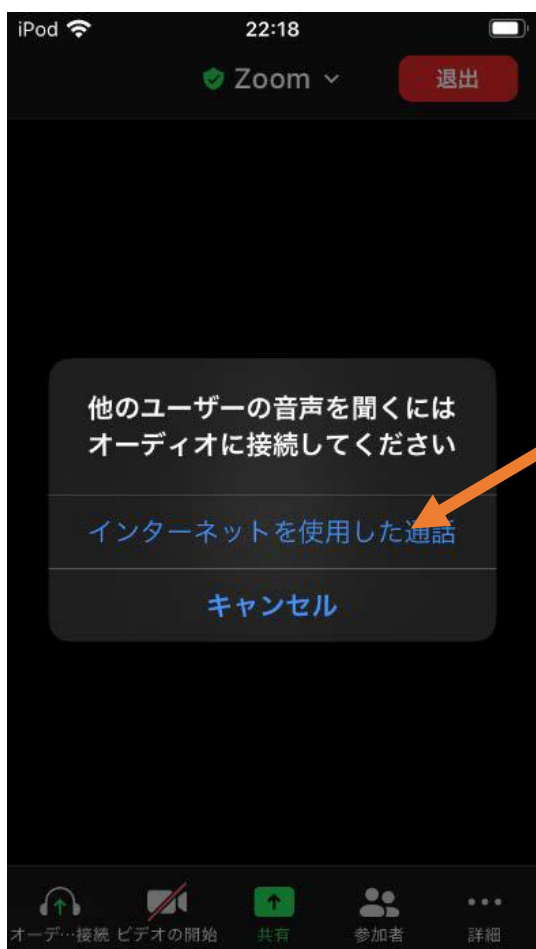 iPod 22:18
Zoom 退出
他のユーザーの音声を聞くには
オーディオに接続してください
インターネットを使用した通話
キャンセル
オーデ…接続 ビデオの開始 共有 参加者 詳細